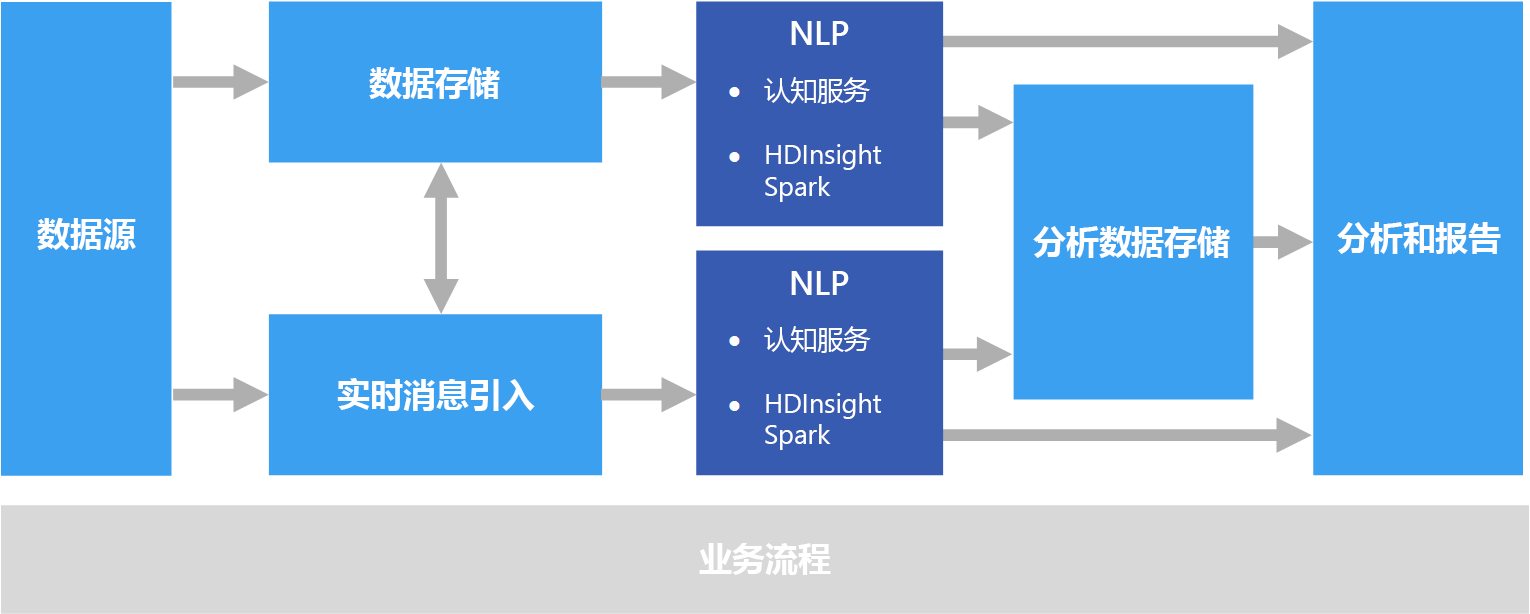 数据源
数据存储
实时消息引入
NLP
认知服务
HDInsight
Spark
NLP
认知服务
HDInsight
Spark
分析数据存储
分析和报告
业务流程